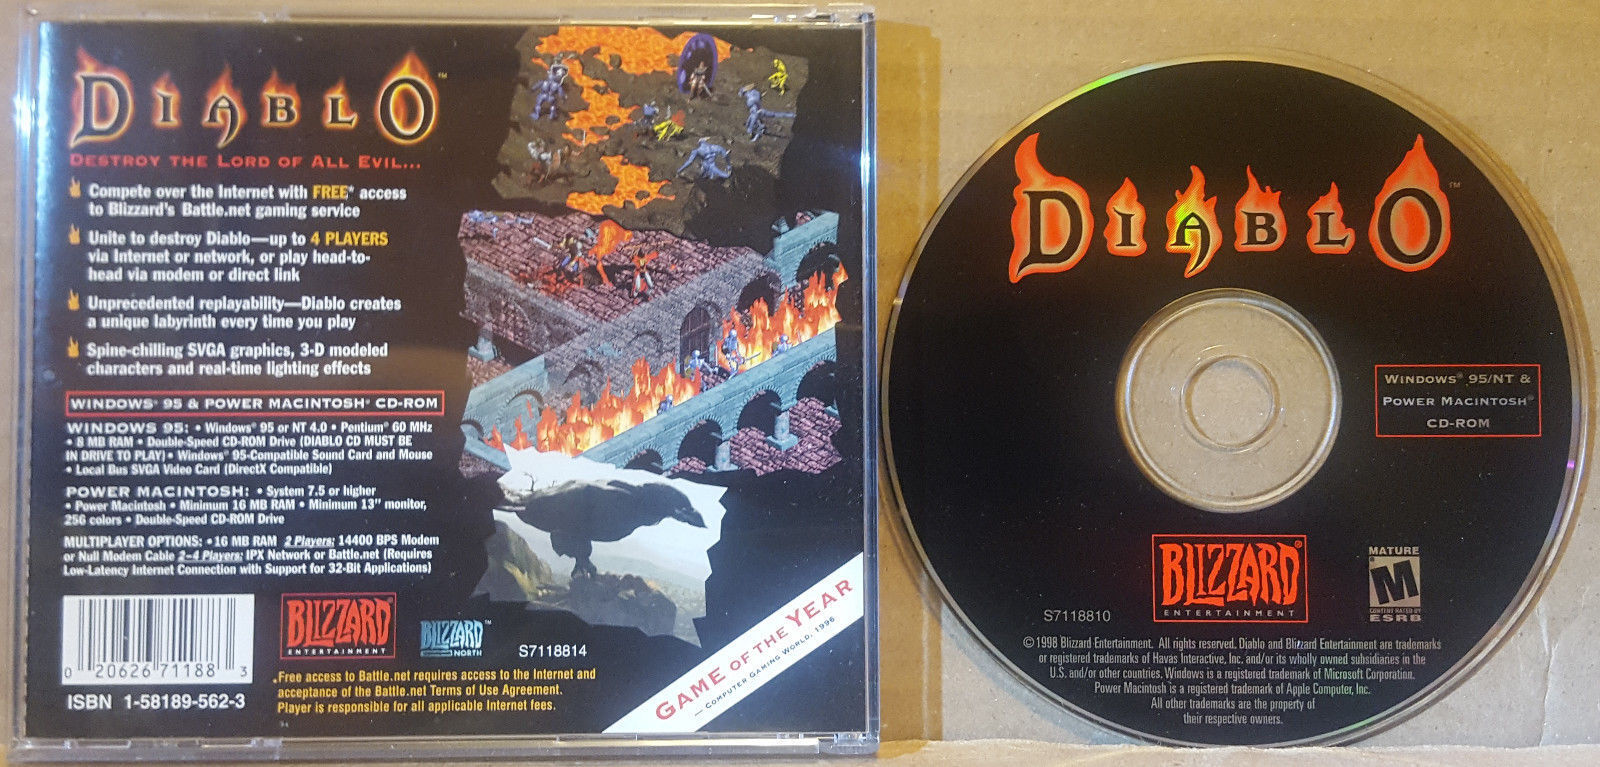 DIABLO™
DESTROY THE LORD OF ALL EVIL...
Compete over the Internet with FREE* access
to Blizzard's Battle.net gaming service
Unite to destroy Diablo—up to 4 PLAYERS
via Internet or network, or play head-to-
head via modem or direct link
Unprecedented replayability—Diablo creates
a unique labyrinth every time you play
Spine-chilling SVGA graphics, 3-D modeled
characters and real-time lighting effects
WINDOWS® 95 & POWER MACINTOSH® CD-ROM
WINDOWS 95: • Windows® 95 or NT 4.0 • Pentium® 60 MHz
• 8 MB RAM • Double-Speed CD-ROM Drive (DIABLO CD MUST BE
IN DRIVE TO PLAY) • Windows® 95-Compatible Sound Card and Mouse
• Local Bus SVGA Video Card (DirectX Compatible)
POWER MACINTOSH: • System 7.5 or higher
• Power Macintosh • Minimum 16 MB RAM • Minimum 13" monitor,
256 colors • Double-Speed CD-ROM Drive
MULTIPLAYER OPTIONS: • 16 MB RAM 2 Players: 14400 BPS Modem
or Null Modem Cable 2–4 Players: IPX Network or Battle.net (Requires
Low-Latency Internet Connection with Support for 32-Bit Applications)
0 20626 71188 3
ISBN 1-58189-562-3
BLIZZARD®
ENTERTAINMENT
BLIZZARD™
NORTH
S7118814
*Free access to Battle.net requires access to the Internet and
acceptance of the Battle.net Terms of Use Agreement.
Player is responsible for all applicable Internet fees.
GAME OF THE YEAR
— COMPUTER GAMING WORLD, 1996
DIABLO™
WINDOWS® 95/NT &
POWER MACINTOSH®
CD-ROM
BLIZZARD®
ENTERTAINMENT
S7118810
MATURE
M
CONTENT RATED BY
ESRB
© 1998 Blizzard Entertainment. All rights reserved. Diablo and Blizzard Entertainment are trademarks
or registered trademarks of Havas Interactive, Inc. and/or its wholly owned subsidiaries in the
U.S. and/or other countries. Windows is a registered trademark of Microsoft Corporation.
Power Macintosh is a registered trademark of Apple Computer, Inc.
All other trademarks are the property of
their respective owners.